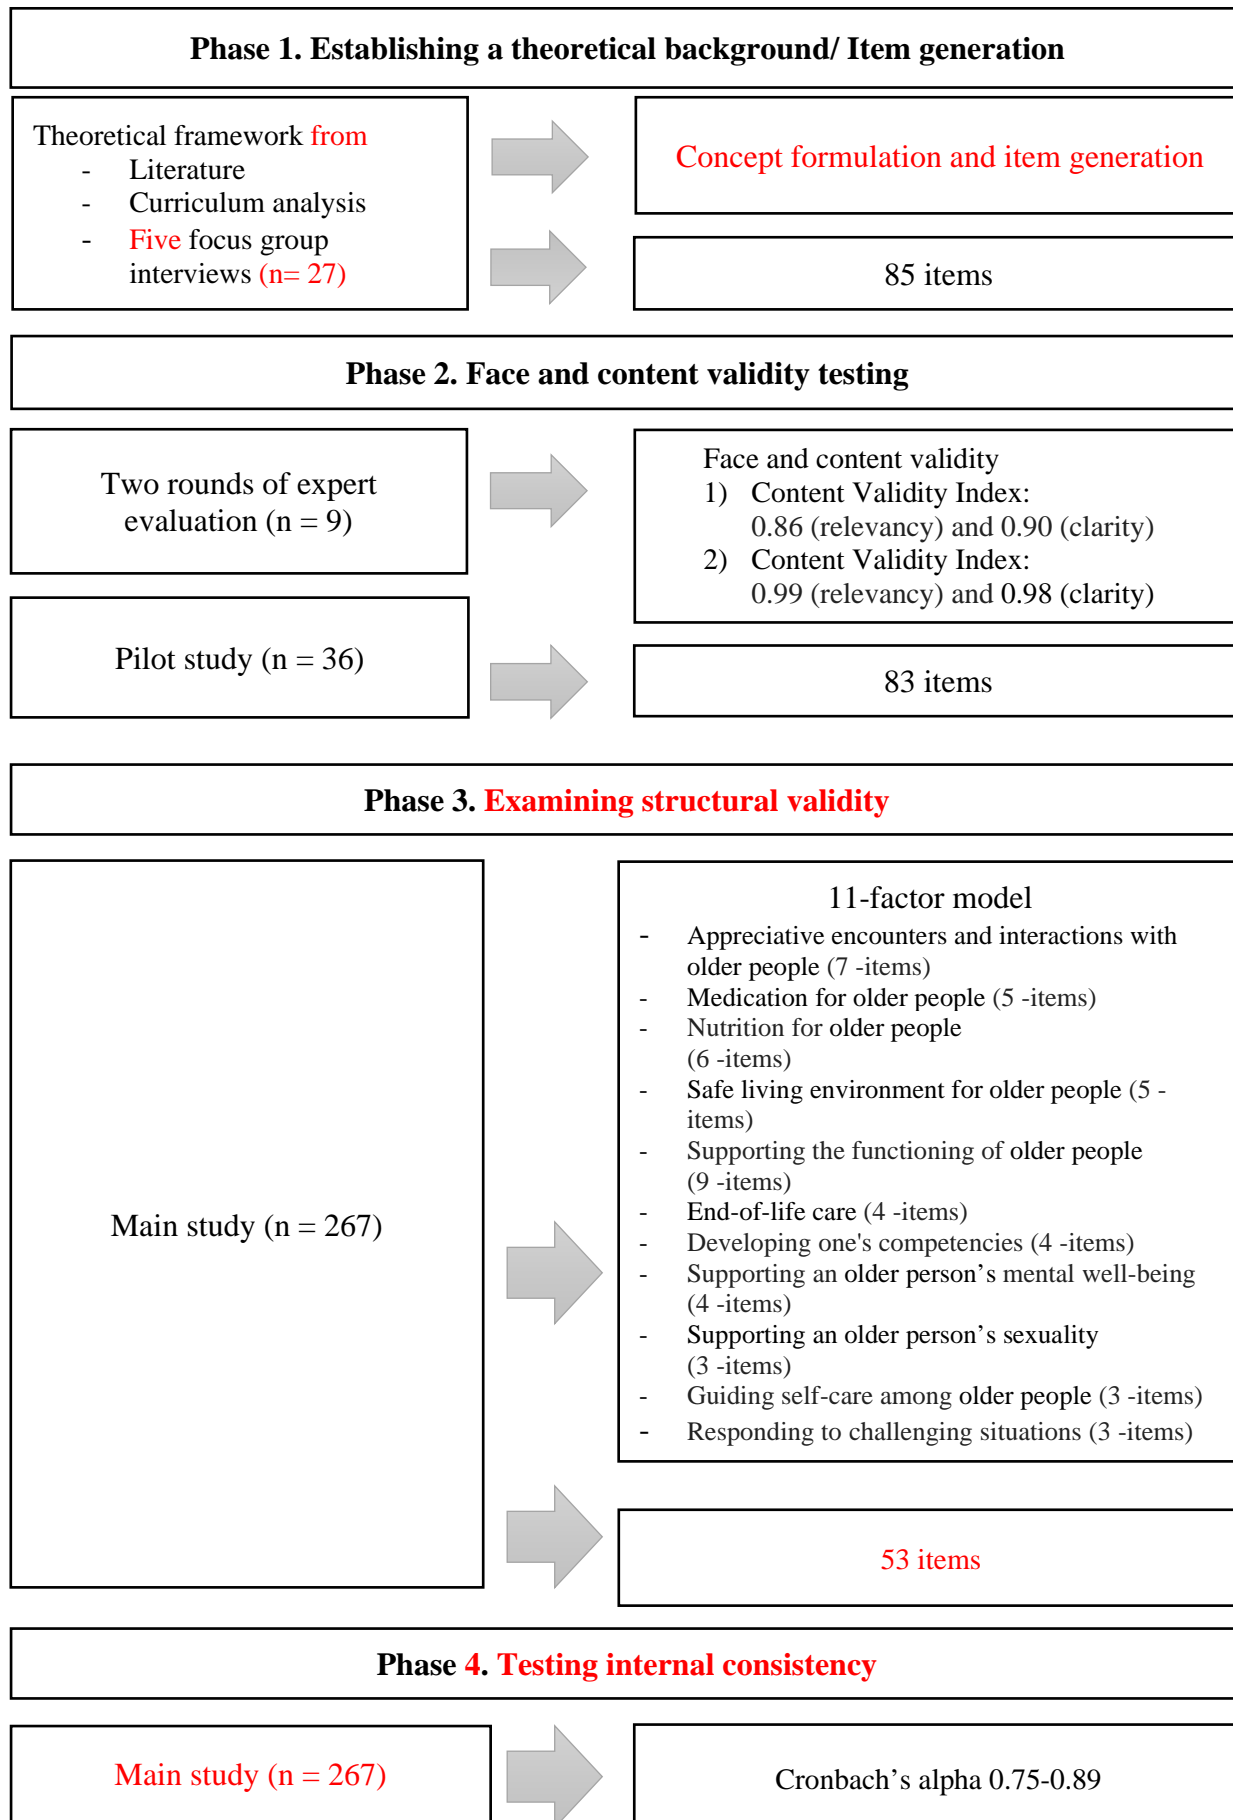 Phase 1. Establishing a theoretical background/ Item generation
Theoretical framework from
- Literature
- Curriculum analysis
- Five focus group
interviews (n= 27)
Concept formulation and item generation
85 items
Phase 2. Face and content validity testing
Two rounds of expert
evaluation (n = 9)
Face and content validity
1) Content Validity Index:
0.86 (relevancy) and 0.90 (clarity)
2) Content Validity Index:
0.99 (relevancy) and 0.98 (clarity)
Pilot study (n = 36)
83 items
Phase 3. Examining structural validity
Main study (n = 267)
11-factor model
- Appreciative encounters and interactions with
older people (7 -items)
- Medication for older people (5 -items)
- Nutrition for older people
(6 -items)
- Safe living environment for older people (5 -
items)
- Supporting the functioning of older people
(9 -items)
- End-of-life care (4 -items)
- Developing one's competencies (4 -items)
- Supporting an older person’s mental well-being
(4 -items)
- Supporting an older person’s sexuality
(3 -items)
- Guiding self-care among older people (3 -items)
- Responding to challenging situations (3 -items)
53 items
Phase 4. Testing internal consistency
Main study (n = 267)
Cronbach’s alpha 0.75-0.89